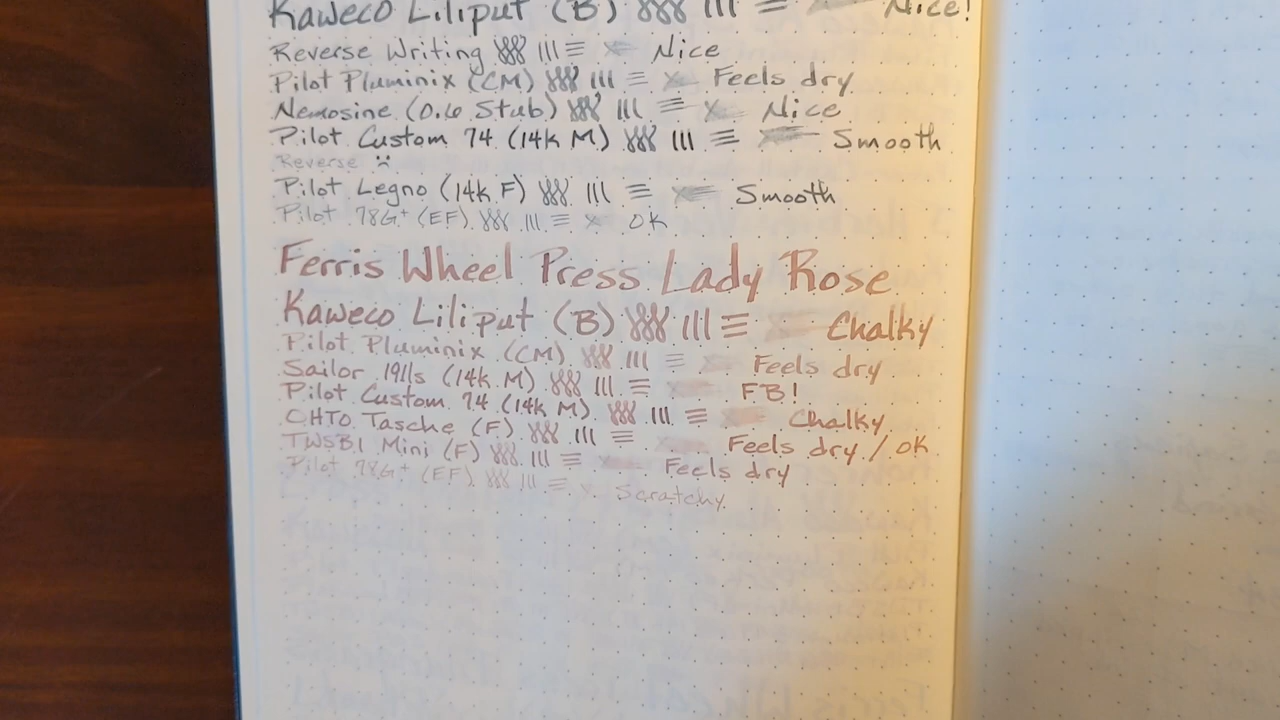 Kaweco Liliput (B) Nice!
Reverse Writing Nice
Pilot Pluminix (CM) Feels dry
Nemosine (0.6 Stub) Nice
Pilot Custom 74 (14k M) Smooth
Reverse :(
Pilot Legno (14k F) Smooth
Pilot 78G+ (EF) OK
Ferris Wheel Press Lady Rose
Kaweco Liliput (B) Chalky
Pilot Pluminix (CM) Feels dry
Sailor 1911s (14k M) FB!
Pilot Custom 74 (14k M) Chalky
OHTO Tasche (F) Feels dry / OK
TWSBI Mini (F) Feels dry
Pilot 78G+ (EF) Scratchy